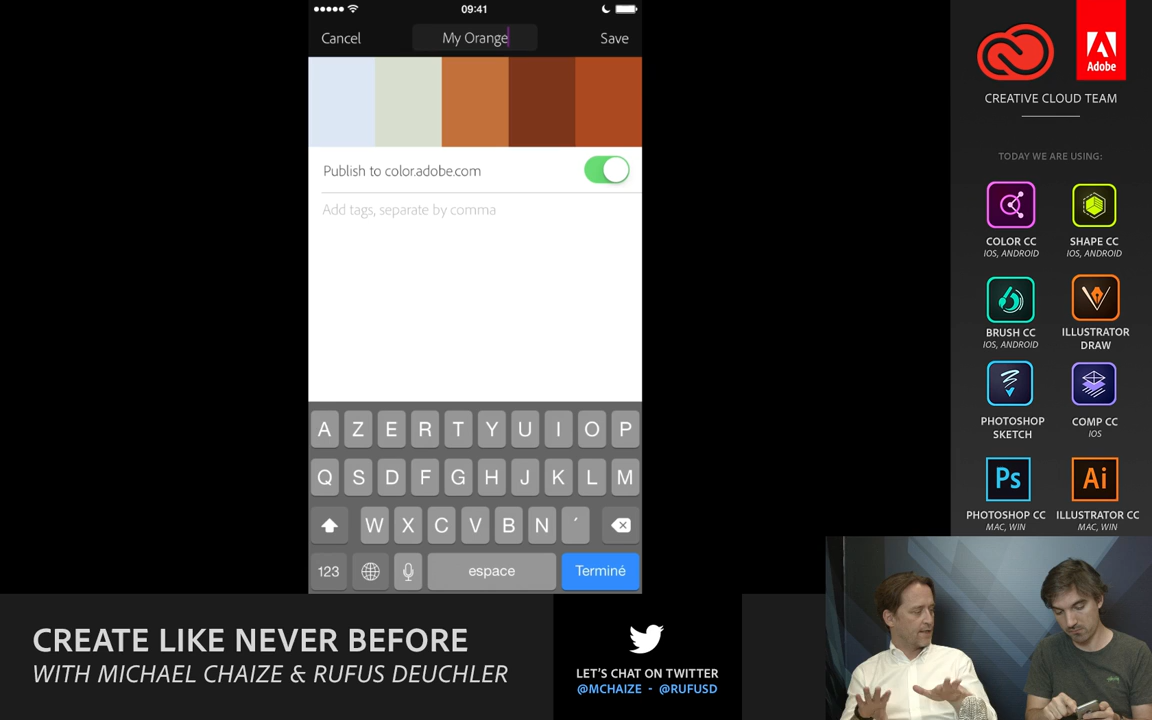 09:41
Cancel
My Orange
Save
Publish to color.adobe.com
Add tags, separate by comma
A Z E R T Y U I O P
Q S D F G H J K L M
W X C V B N ´
123
espace
Terminé
Adobe
CREATIVE CLOUD TEAM
TODAY WE ARE USING:
COLOR CC
IOS, ANDROID
SHAPE CC
IOS, ANDROID
BRUSH CC
IOS, ANDROID
ILLUSTRATOR
DRAW
PHOTOSHOP
SKETCH
COMP CC
IOS
Ps
PHOTOSHOP CC
MAC, WIN
Ai
ILLUSTRATOR CC
MAC, WIN
CREATE LIKE NEVER BEFORE
WITH MICHAEL CHAIZE & RUFUS DEUCHLER
LET'S CHAT ON TWITTER
@MCHAIZE - @RUFUSD